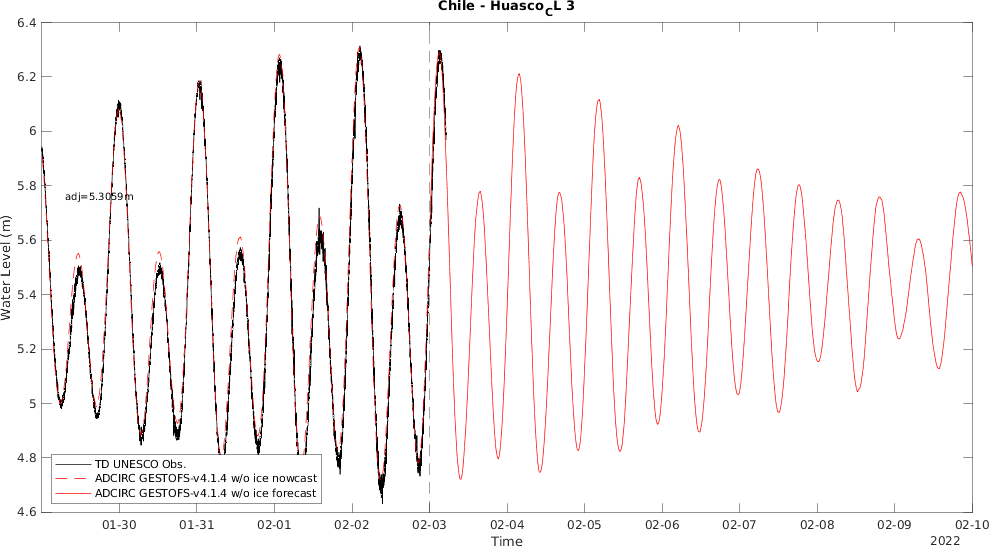 Chile - Huasco_CL 3
6.4
6.2
6
5.8
5.6
5.4
5.2
5
4.8
4.6
Water Level (m)
adj=5.3059m
TD UNESCO Obs.
ADCIRC GESTOFS-v4.1.4 w/o ice nowcast
ADCIRC GESTOFS-v4.1.4 w/o ice forecast
01-30 01-31 02-01 02-02 02-03 02-04 02-05 02-06 02-07 02-08 02-09 02-10
Time
2022